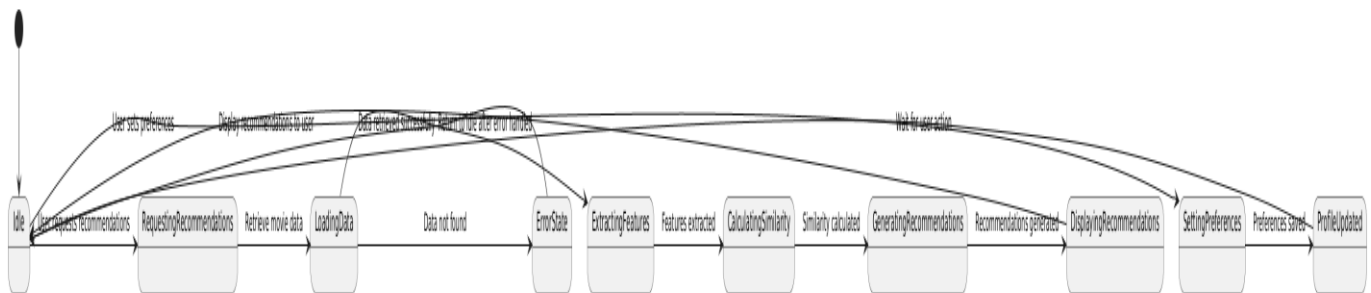 User sets preferences
Display recommendations to user
Data retrieved successfully
Return to Idle after error handled
Wait for user action
Idle
User requests recommendations
RequestingRecommendations
Retrieve movie data
LoadingData
Data not found
ErrorState
ExtractingFeatures
Features extracted
CalculatingSimilarity
Similarity calculated
GeneratingRecommendations
Recommendations generated
DisplayingRecommendations
SettingPreferences
Preferences saved
ProfileUpdated